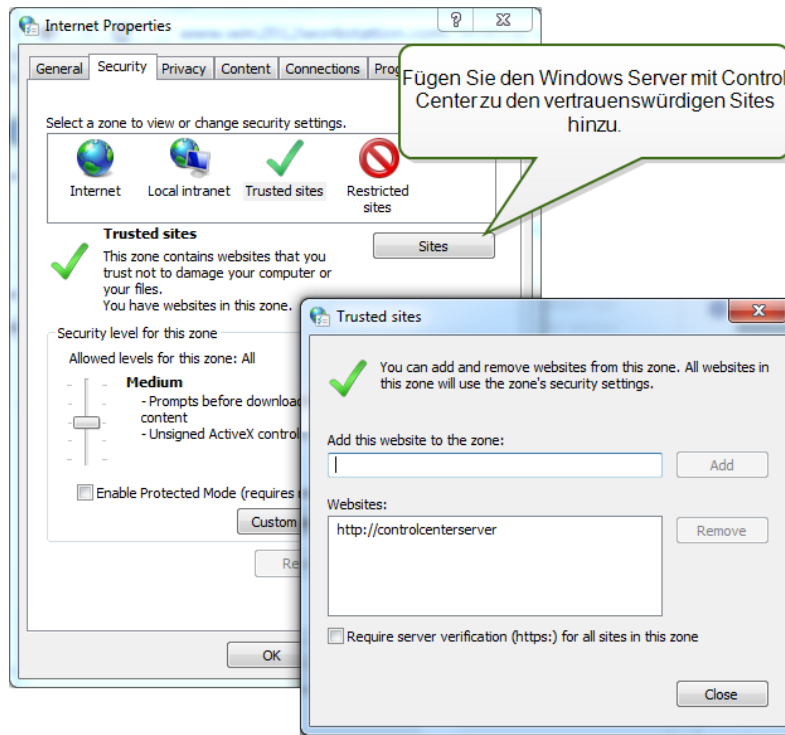 Internet Properties
General Security Privacy Content Connections
Fügen Sie den Windows Server mit Control
Center zu den vertrauenswürdigen Sites
hinzu.
Select a zone to view or change security settings.
Internet
Local intranet
Trusted sites
Restricted
sites
Trusted sites
Sites
This zone contains websites that you
trust not to damage your computer or
your files.
You have websites in this zone.
Security level for this zone
Allowed levels for this zone: All
Medium
- Prompts before downloa
content
- Unsigned ActiveX control
Enable Protected Mode (requires
Custom
Re
OK
Trusted sites
You can add and remove websites from this zone. All websites in
this zone will use the zone's security settings.
Add this website to the zone:
Add
Websites:
http://controlcenterserver
Remove
Require server verification (https:) for all sites in this zone
Close